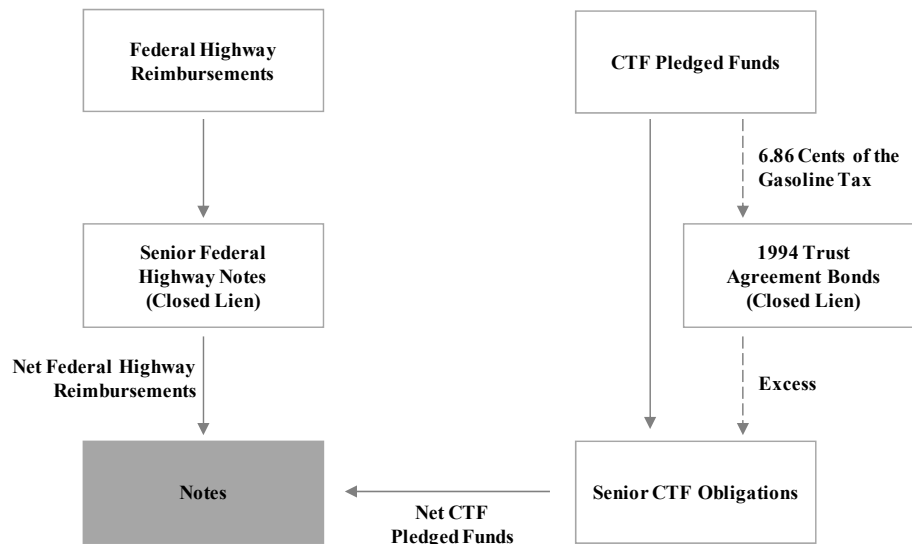 Federal Highway
Reimbursements
CTF Pledged Funds
6.86 Cents of the
Gasoline Tax
Senior Federal
Highway Notes
(Closed Lien)
1994 Trust
Agreement Bonds
(Closed Lien)
Net Federal Highway
Reimbursements
Excess
Notes
Senior CTF Obligations
Net CTF
Pledged Funds